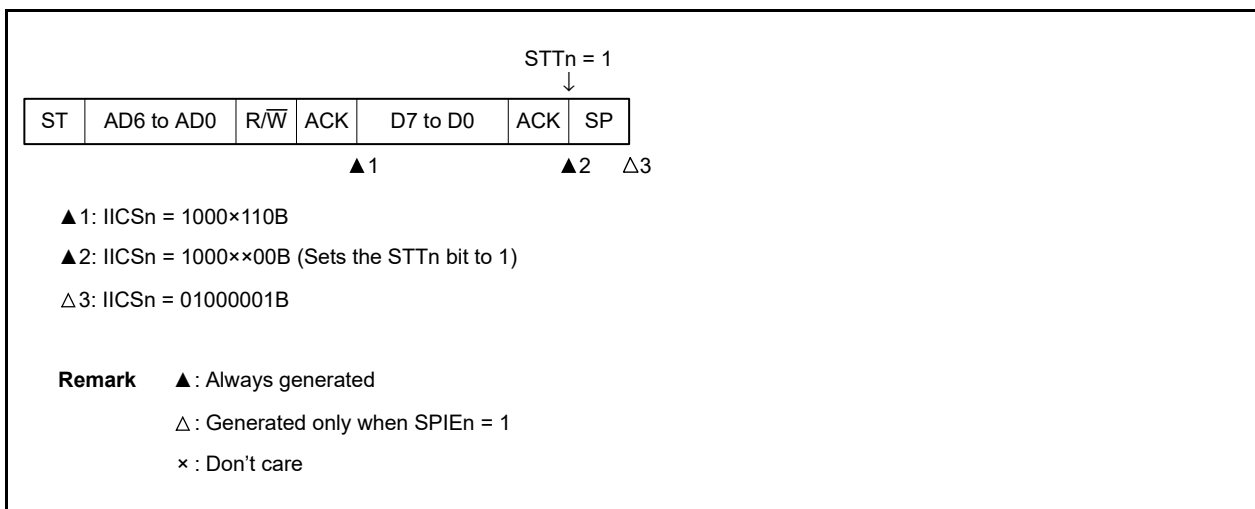 STTn = 1
↓
ST AD6 to AD0 R/W̅ ACK D7 to D0 ACK SP
▲1 ▲2 △3
▲1: IICSn = 1000×110B
▲2: IICSn = 1000××00B (Sets the STTn bit to 1)
△3: IICSn = 01000001B
Remark ▲: Always generated
△: Generated only when SPIEn = 1
×: Don't care